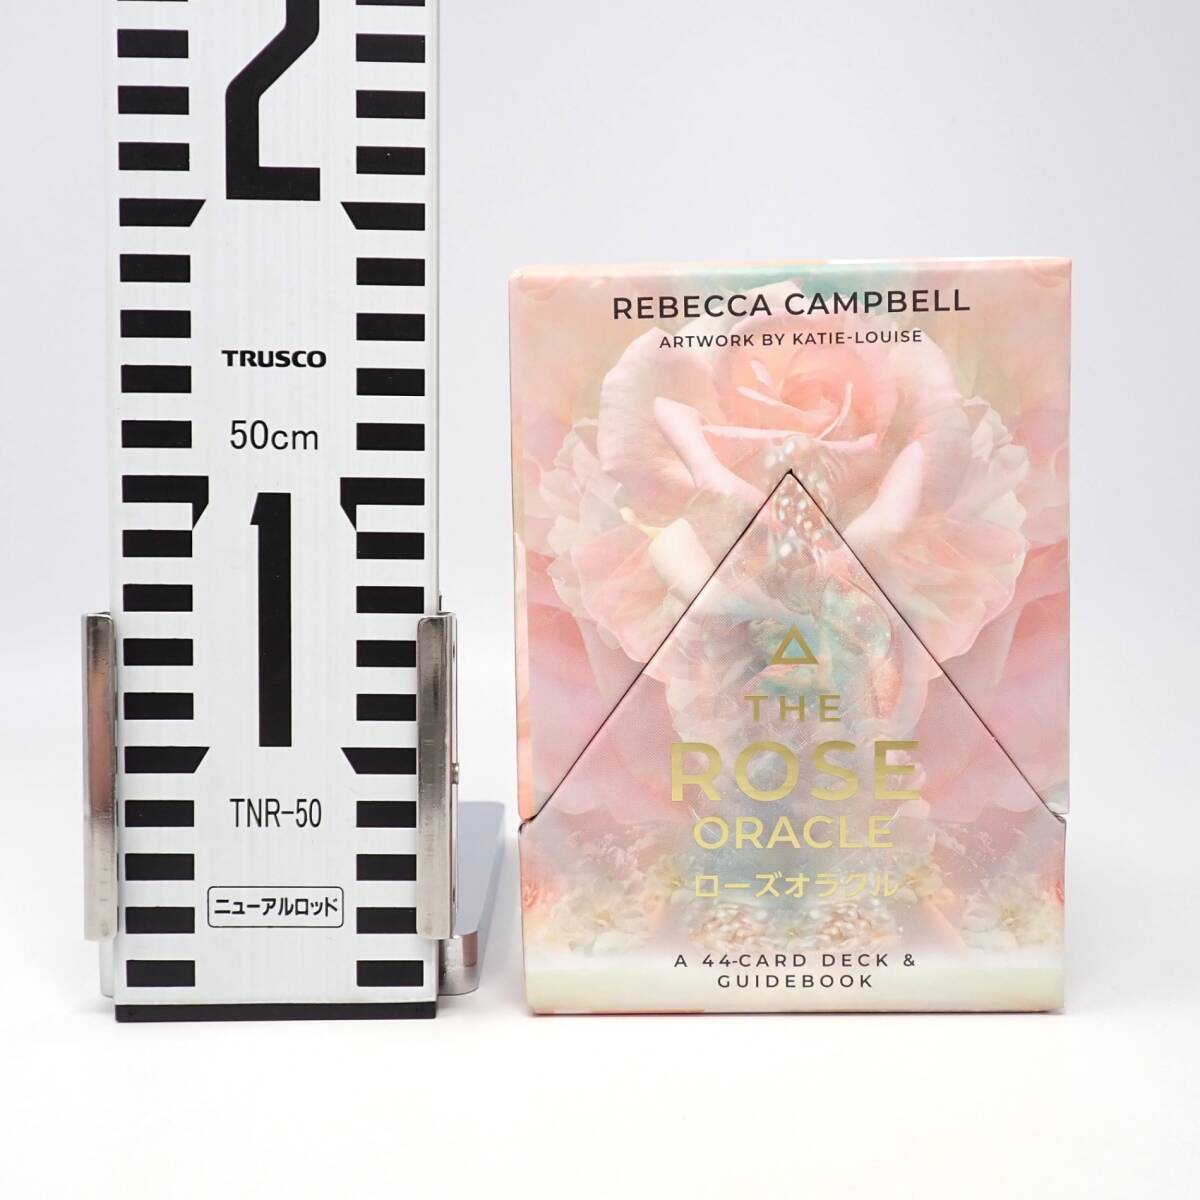 2
TRUSCO
50cm
1
TNR-50
ニューアルロッド
REBECCA CAMPBELL
ARTWORK BY KATIE-LOUISE
THE
ROSE
ORACLE
ローズオラクル
A 44-CARD DECK &
GUIDEBOOK